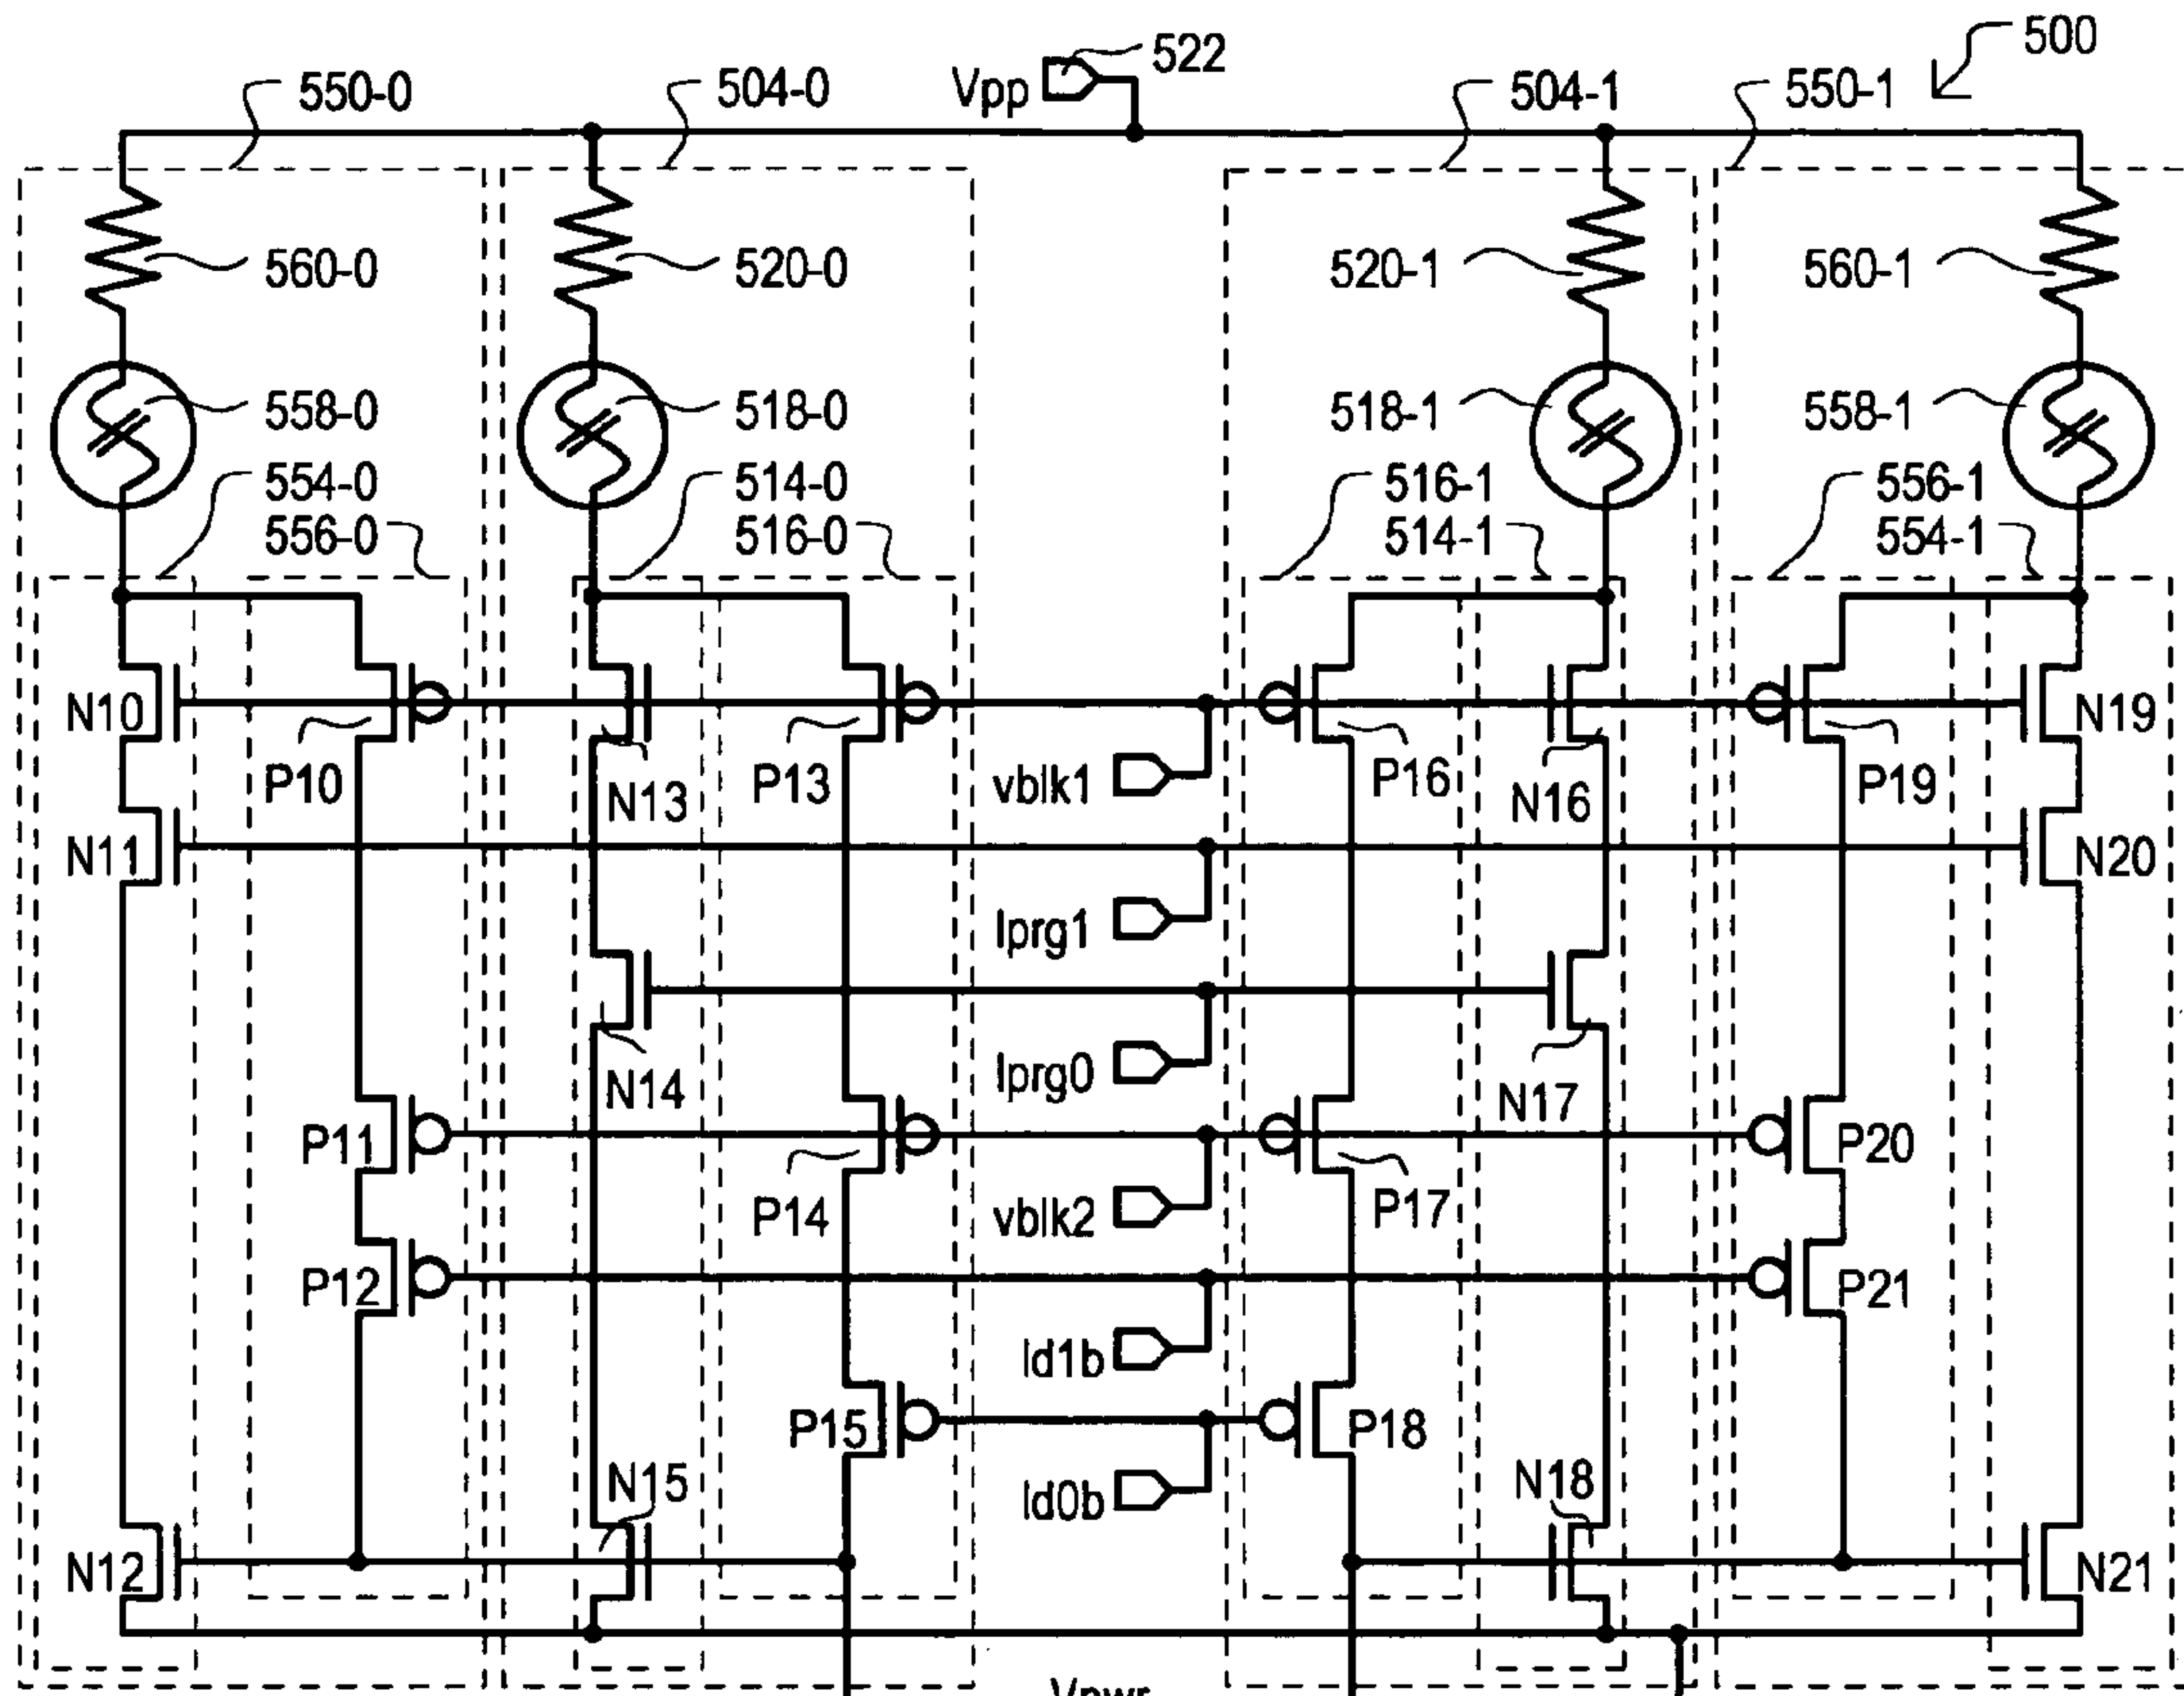 500
522
Vpp
550-0
504-0
504-1
550-1
560-0
520-0
520-1
560-1
558-0
518-0
518-1
558-1
554-0
514-0
516-1
556-1
556-0
516-0
514-1
554-1
N10
P10
N13
P13
vblk1
P16
N16
P19
N19
N11
lprg1
N20
N14
lprg0
N17
P11
P14
vblk2
P17
P20
P12
ld1b
P21
P15
P18
N15
ld0b
N18
N12
N21
Vpwr